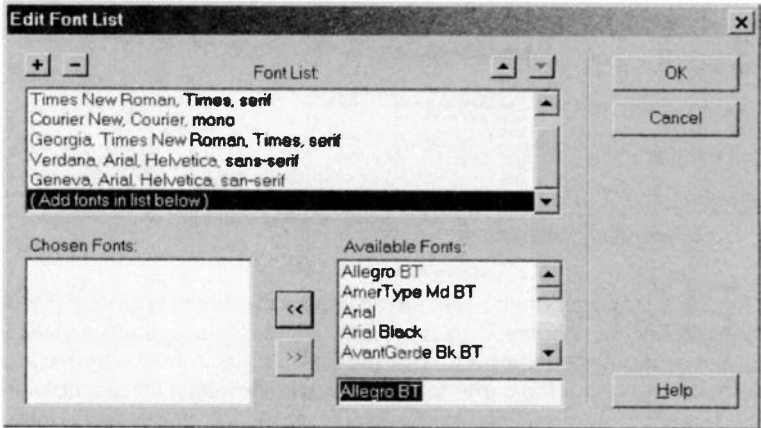 Edit Font List
+ −
Font List:
OK
Cancel
Times New Roman, Times, serif
Courier New, Courier, mono
Georgia, Times New Roman, Times, serif
Verdana, Arial, Helvetica, sans-serif
Geneva, Arial, Helvetica, san-serif
(Add fonts in list below)
Chosen Fonts:
Available Fonts:
Allegro BT
AmerType Md BT
Arial
Arial Black
AvantGarde Bk BT
<<
>>
Allegro BT
Help